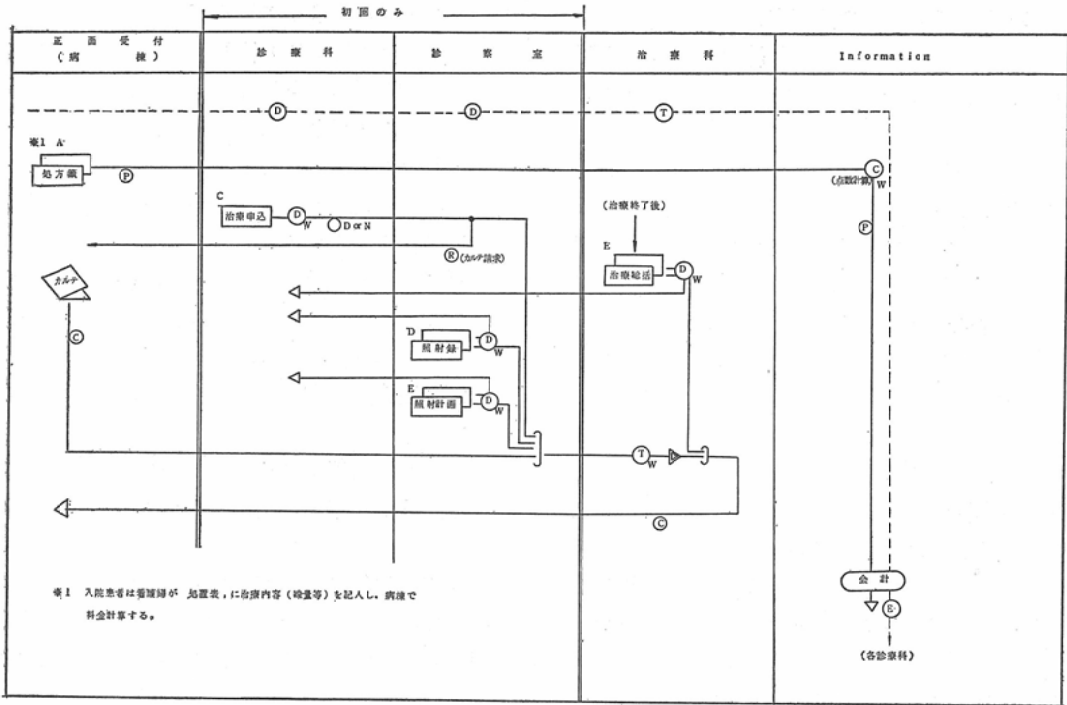 初回のみ
正面受付
(病棟)
診療科
診察室
治療科
Information
D
D
T
※1 A
処方箋
P
C
W
(点数計算)
C
治療申込
D
W
D or N
R
(カルテ請求)
(治療終了後)
E
治療総括
D
W
P
カルテ
C
D
照射録
D
W
E
照射計画
D
W
T
W
C
会計
E
(各診療科)
※1 入院患者は看護婦が 処置表,に治療内容(線量等)を記入し、病棟で
料金計算する。